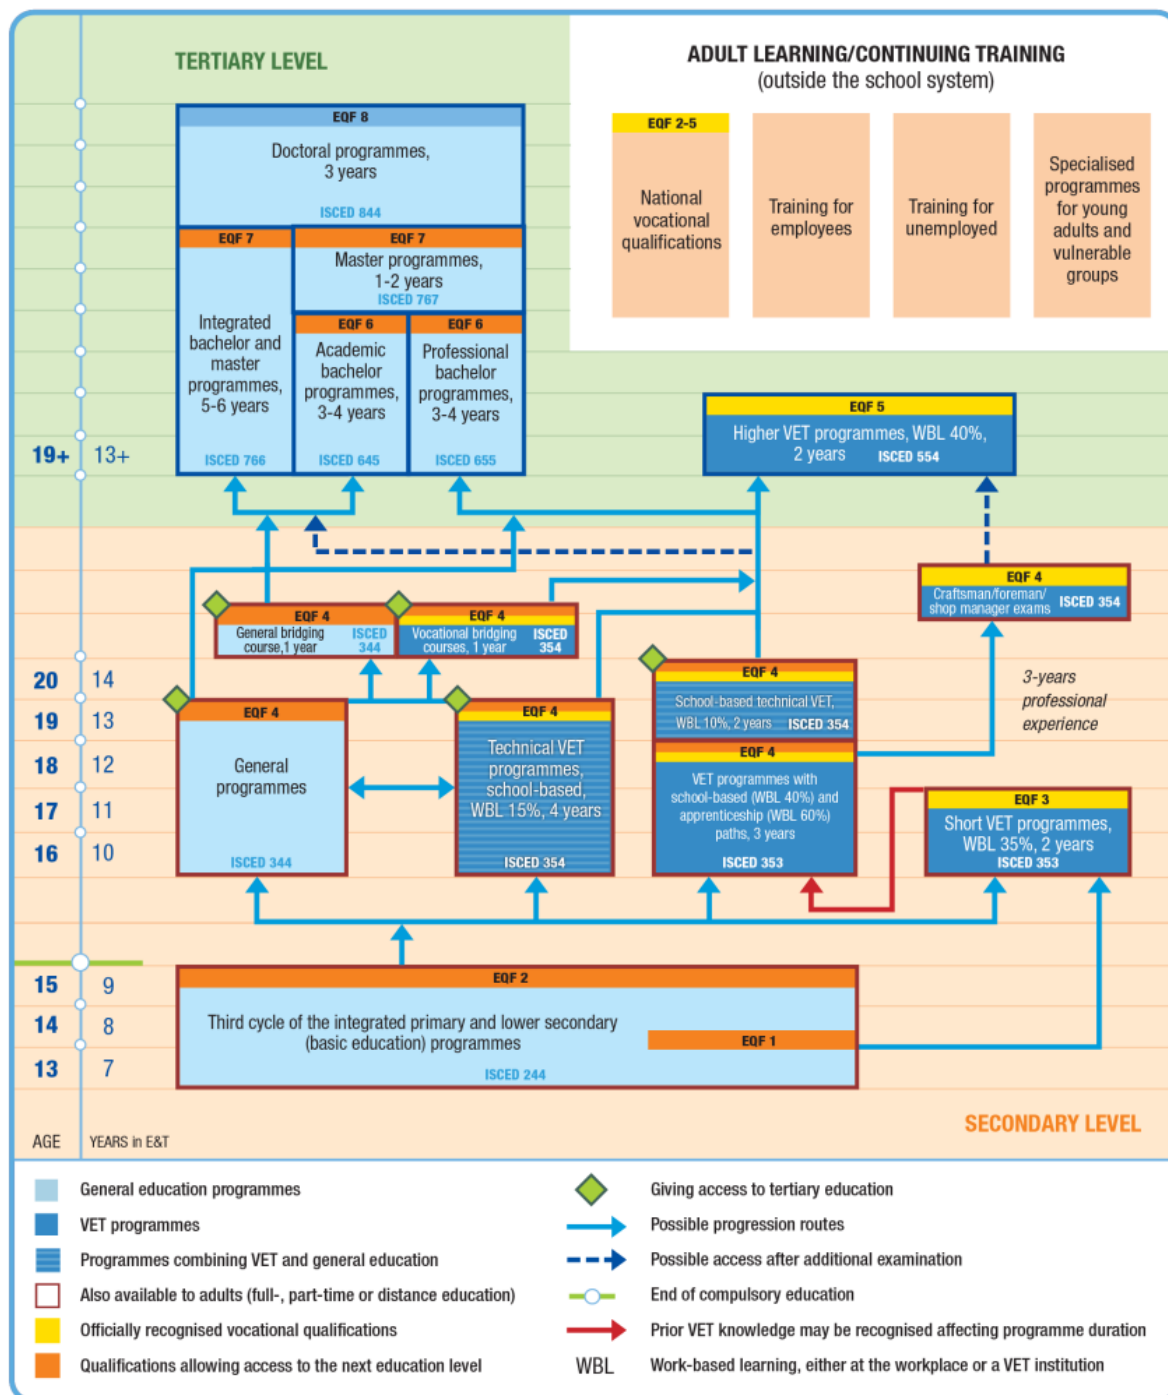 TERTIARY LEVEL
ADULT LEARNING/CONTINUING TRAINING
(outside the school system)
EQF 2-5
National
vocational
qualifications
Training for
employees
Training for
unemployed
Specialised
programmes
for young
adults and
vulnerable
groups
EQF 8
Doctoral programmes,
3 years
ISCED 844
EQF 7
Integrated
bachelor and
master
programmes,
5-6 years
ISCED 766
EQF 7
Master programmes,
1-2 years
ISCED 767
EQF 6
Academic
bachelor
programmes,
3-4 years
ISCED 645
EQF 6
Professional
bachelor
programmes,
3-4 years
ISCED 655
EQF 5
Higher VET programmes, WBL 40%,
2 years ISCED 554
19+ 13+
EQF 4
General bridging
course,1 year
ISCED
344
EQF 4
Vocational bridging
courses, 1 year
ISCED
354
EQF 4
Craftsman/foreman/
shop manager exams
ISCED 354
3-years
professional
experience
20 14
19 13
18 12
17 11
16 10
EQF 4
General
programmes
ISCED 344
EQF 4
Technical VET
programmes,
school-based,
WBL 15%, 4 years
ISCED 354
EQF 4
School-based technical VET,
WBL 10%, 2 years ISCED 354
EQF 4
VET programmes with
school-based (WBL 40%) and
apprenticeship (WBL 60%)
paths, 3 years
ISCED 353
EQF 3
Short VET programmes,
WBL 35%, 2 years
ISCED 353
15 9
14 8
13 7
EQF 2
Third cycle of the integrated primary and lower secondary
(basic education) programmes
EQF 1
ISCED 244
SECONDARY LEVEL
AGE YEARS in E&T
General education programmes
VET programmes
Programmes combining VET and general education
Also available to adults (full-, part-time or distance education)
Officially recognised vocational qualifications
Qualifications allowing access to the next education level
Giving access to tertiary education
Possible progression routes
Possible access after additional examination
End of compulsory education
Prior VET knowledge may be recognised affecting programme duration
WBL Work-based learning, either at the workplace or a VET institution